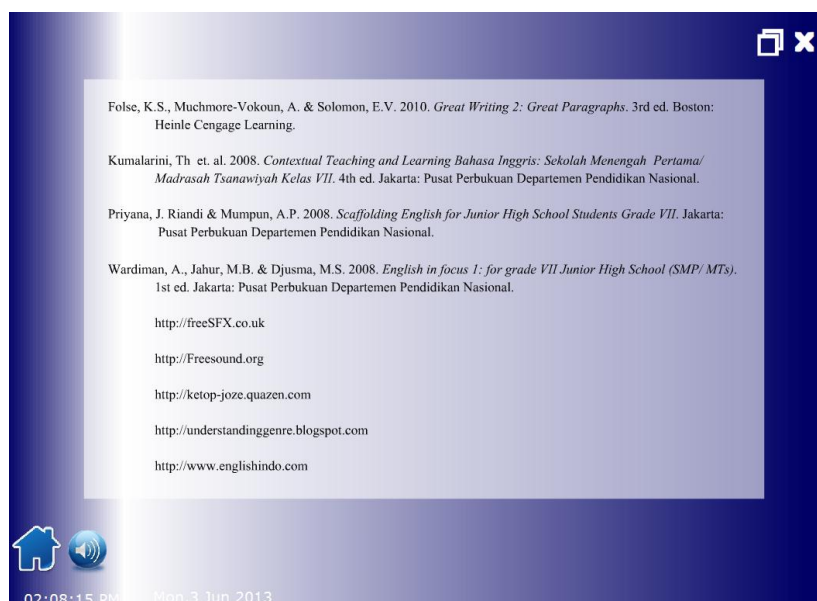 Folse, K.S., Muchmore-Vokoun, A. & Solomon, E.V. 2010. Great Writing 2: Great Paragraphs. 3rd ed. Boston:
Heinle Cengage Learning.
Kumalarini, Th et. al. 2008. Contextual Teaching and Learning Bahasa Inggris: Sekolah Menengah Pertama/
Madrasah Tsanawiyah Kelas VII. 4th ed. Jakarta: Pusat Perbukuan Departemen Pendidikan Nasional.
Priyana, J. Riandi & Mumpun, A.P. 2008. Scaffolding English for Junior High School Students Grade VII. Jakarta:
Pusat Perbukuan Departemen Pendidikan Nasional.
Wardiman, A., Jahur, M.B. & Djusma, M.S. 2008. English in focus 1: for grade VII Junior High School (SMP/ MTs).
1st ed. Jakarta: Pusat Perbukuan Departemen Pendidikan Nasional.
http://freeSFX.co.uk
http://Freesound.org
http://ketop-joze.quazen.com
http://understandinggenre.blogspot.com
http://www.englishindo.com
02:08:15 PM Mon 3 Jun 2013